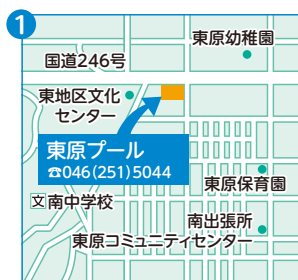 1
東原幼稚園
国道246号
東地区文化
センター
東原プール
☎046(251)5044
東原保育園
文南中学校
南出張所
東原コミュニティセンター